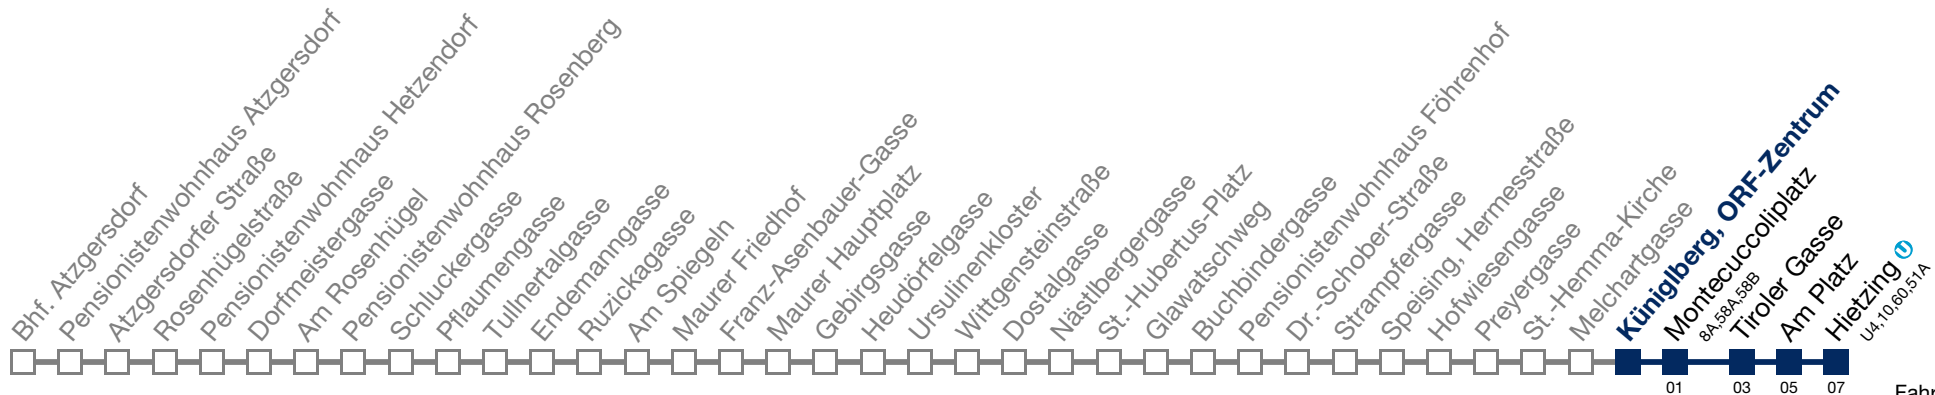 Bhf. Atzgersdorf
Pensionistenwohnhaus Atzgersdorf
Atzgersdorfer Straße
Rosenhügelstraße
Pensionistenwohnhaus Hetzendorf
Dorfmeistergasse
Am Rosenhügel
Pensionistenwohnhaus Rosenberg
Schluckergasse
Pflaumengasse
Tullnertalgasse
Endemanngasse
Ruzickagasse
Am Spiegeln
Maurer Friedhof
Franz-Asenbauer-Gasse
Maurer Hauptplatz
Gebirgsgasse
Heudörfelgasse
Ursulinenkloster
Wittgensteinstraße
Dostalgasse
Nästlbergergasse
St.-Hubertus-Platz
Glawatschweg
Buchbindergasse
Pensionistenwohnhaus Föhrenhof
Dr.-Schober-Straße
Strampfergasse
Speising, Hermesstraße
Hofwiesengasse
Preyergasse
St.-Hemma-Kirche
Melchartgasse
Küniglberg, ORF-Zentrum
Montecuccoliplatz
8A,58A,58B
Tiroler Gasse
Am Platz
Hietzing U
U4,10,60,51A
01 03 05 07
Fahr